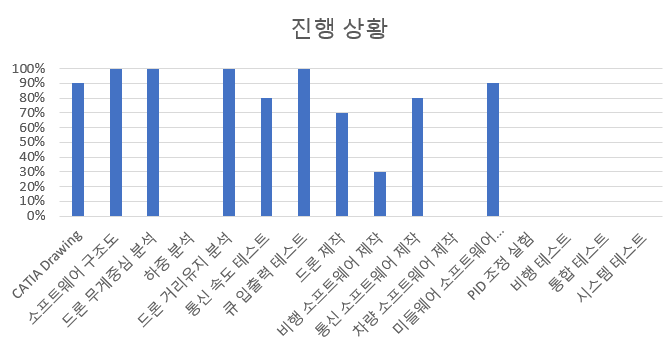 진행 상황
100%
90%
80%
70%
60%
50%
40%
30%
20%
10%
0%
CATIA Drawing
소프트웨어 구조도
드론 무게중심 분석
하중 분석
드론 거리유지 분석
통신 속도 테스트
큐 입출력 테스트
드론 제작
비행 소프트웨어 제작
통신 소프트웨어 제작
차량 소프트웨어 제작
미들웨어 소프트웨어...
PID 조정 실험
비행 테스트
통합 테스트
시스템 테스트